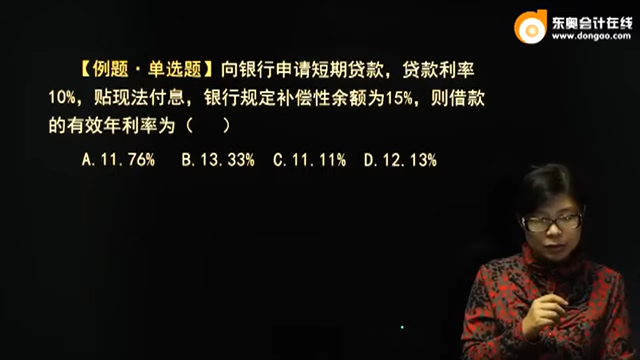 东奥会计在线
www.dongao.com
【例题·单选题】向银行申请短期贷款，贷款利率
10%，贴现法付息，银行规定补偿性余额为15%，则借款
的有效年利率为（ ）
A.11.76% B.13.33% C.11.11% D.12.13%